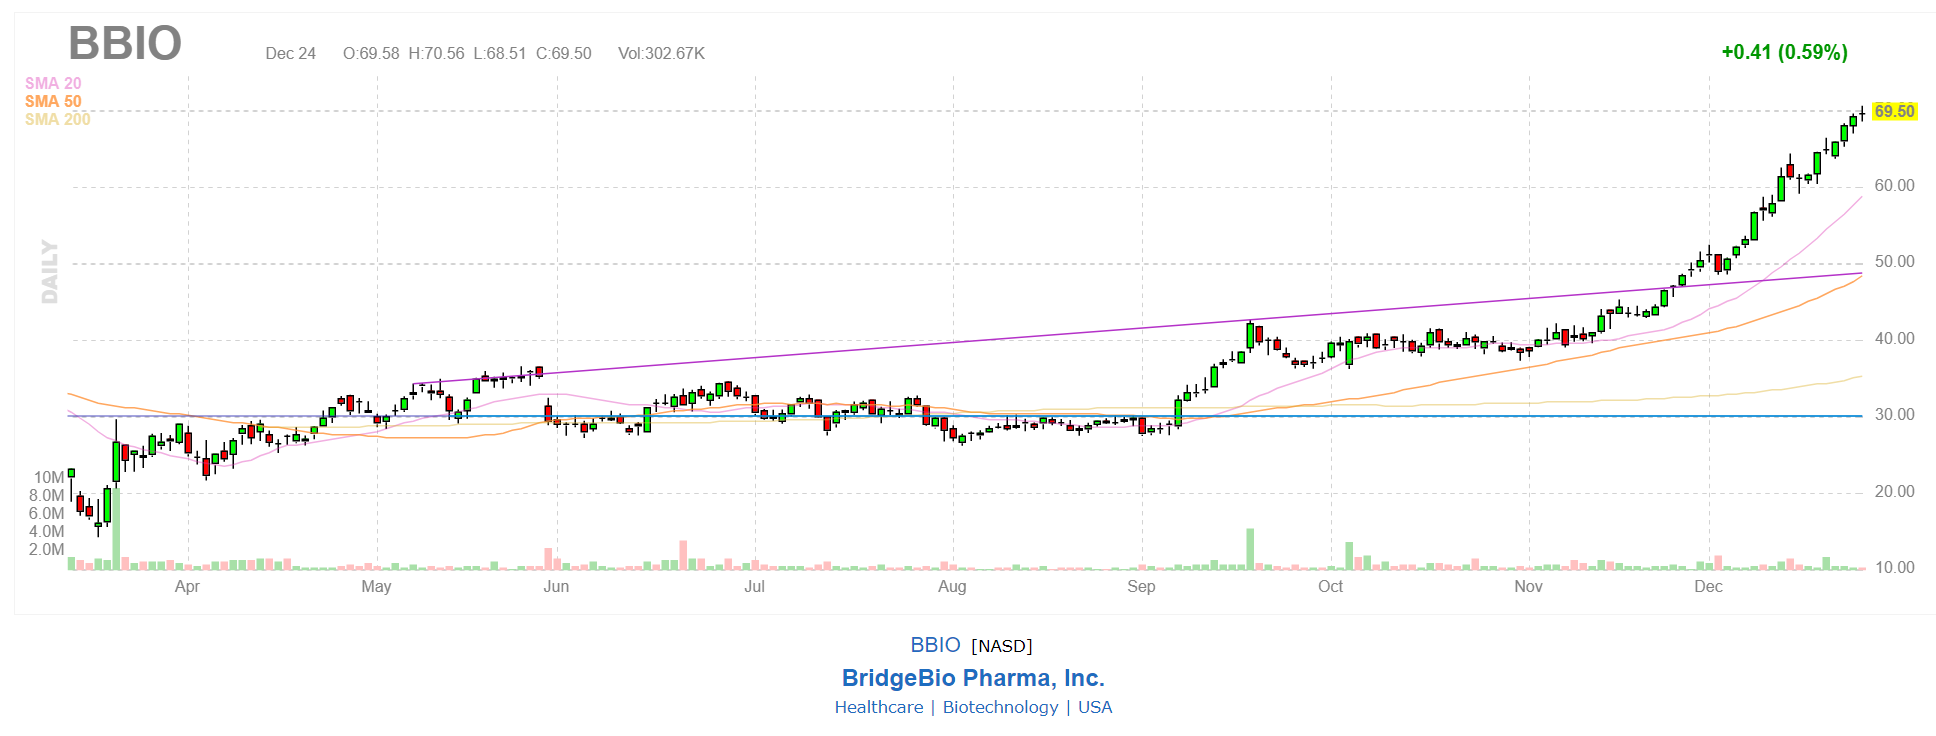 BBIO
Dec 24 O:69.58 H:70.56 L:68.51 C:69.50 Vol:302.67K
+0.41 (0.59%)
SMA 20
SMA 50
SMA 200
DAILY
69.50
60.00
50.00
40.00
30.00
20.00
10.00
10M
8.0M
6.0M
4.0M
2.0M
Apr May Jun Jul Aug Sep Oct Nov Dec
BBIO [NASD]
BridgeBio Pharma, Inc.
Healthcare | Biotechnology | USA